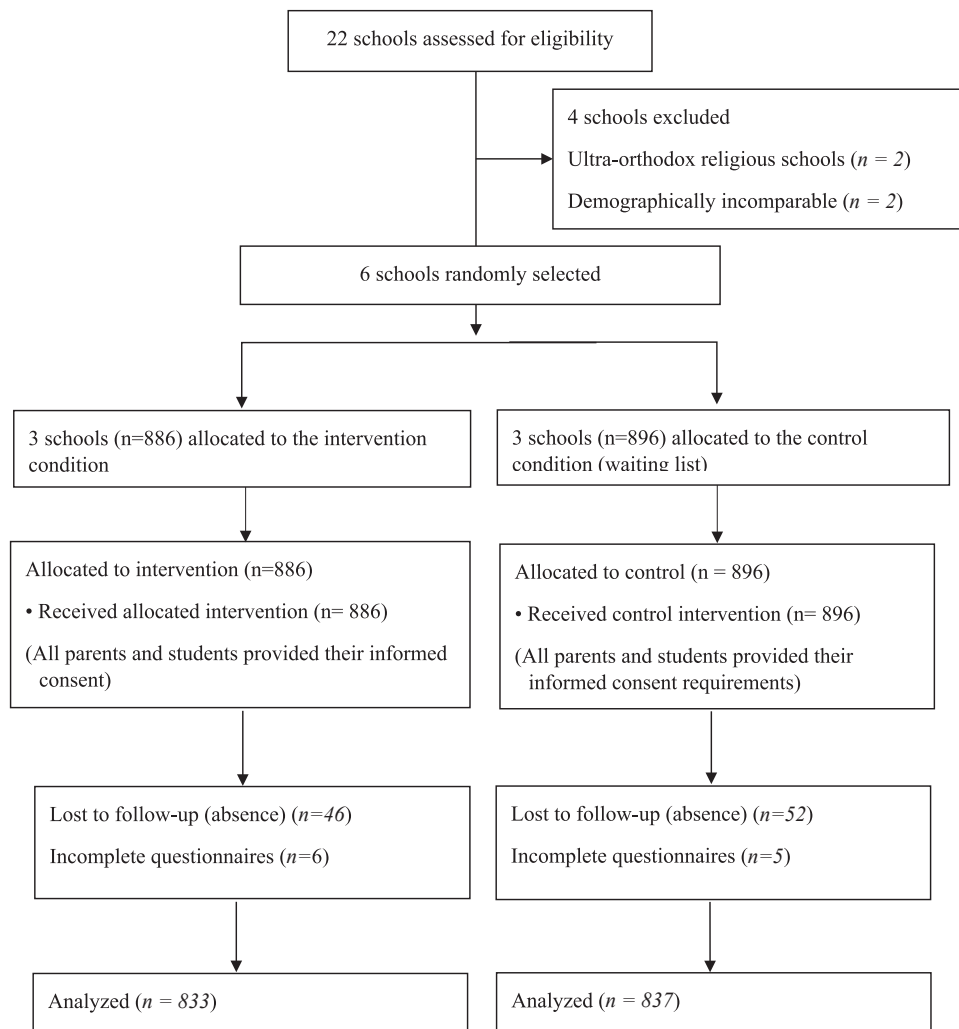 22 schools assessed for eligibility
4 schools excluded
Ultra-orthodox religious schools (n = 2)
Demographically incomparable (n = 2)
6 schools randomly selected
3 schools (n=886) allocated to the intervention
condition
3 schools (n=896) allocated to the control
condition (waiting list)
Allocated to intervention (n=886)
• Received allocated intervention (n= 886)
(All parents and students provided their informed
consent)
Allocated to control (n = 896)
• Received control intervention (n= 896)
(All parents and students provided their
informed consent requirements)
Lost to follow-up (absence) (n=46)
Incomplete questionnaires (n=6)
Lost to follow-up (absence) (n=52)
Incomplete questionnaires (n=5)
Analyzed (n = 833)
Analyzed (n = 837)